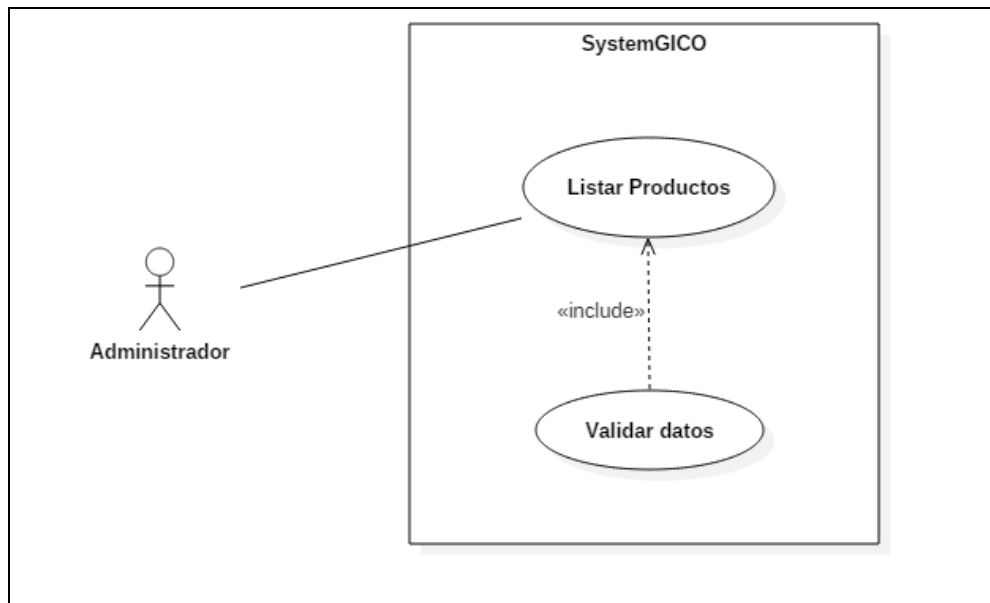 SystemGICO
Listar Productos
«include»
Administrador
Validar datos